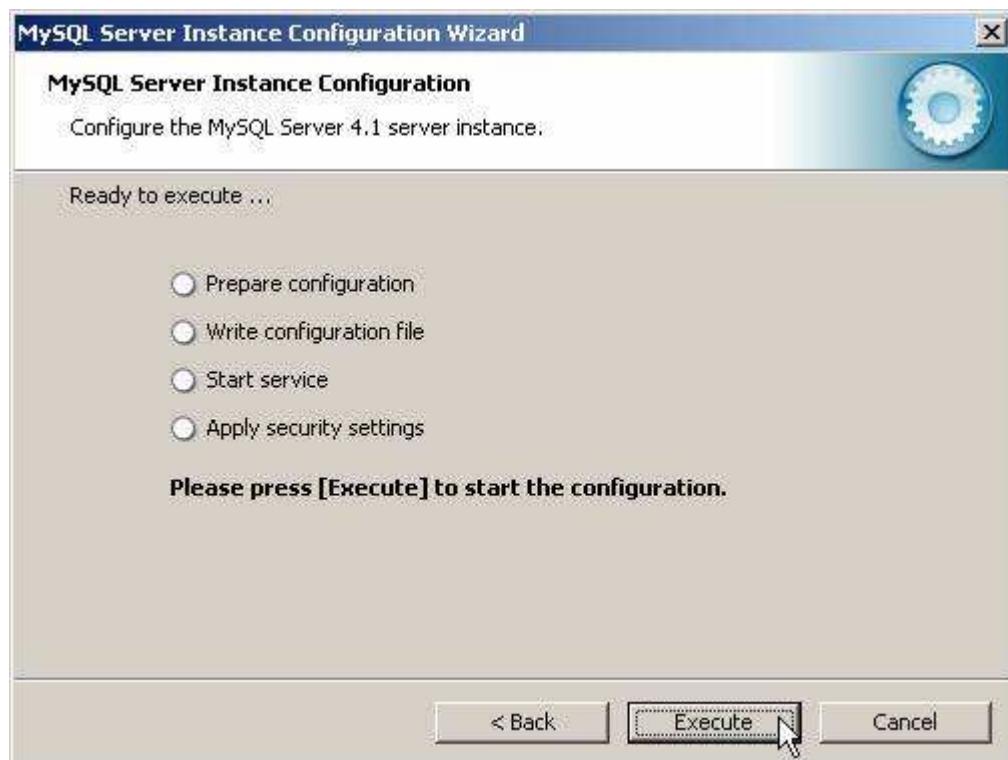 MySQL Server Instance Configuration Wizard
MySQL Server Instance Configuration
Configure the MySQL Server 4.1 server instance.
Ready to execute ...
Prepare configuration
Write configuration file
Start service
Apply security settings
Please press [Execute] to start the configuration.
< Back Execute Cancel